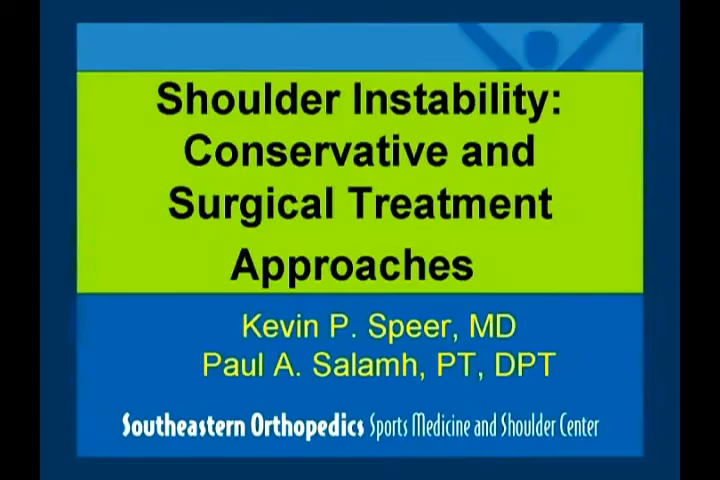 Shoulder Instability:
Conservative and
Surgical Treatment
Approaches
Kevin P. Speer, MD
Paul A. Salamh, PT, DPT
Southeastern Orthopedics Sports Medicine and Shoulder Center